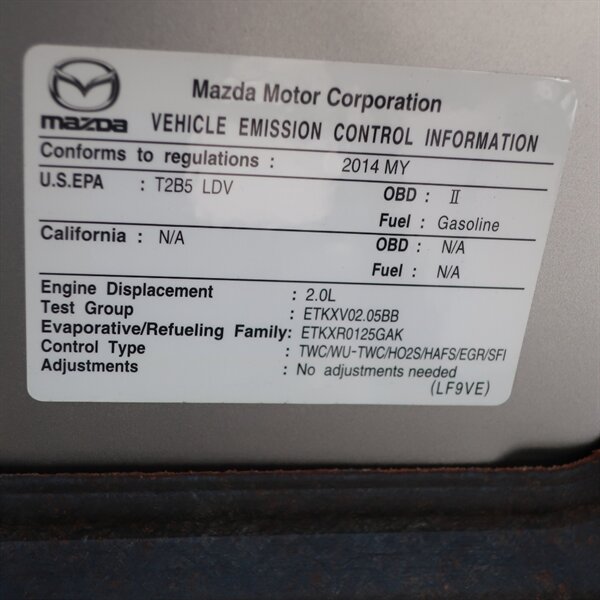 Mazda Motor Corporation
mazda VEHICLE EMISSION CONTROL INFORMATION
Conforms to regulations : 2014 MY
U.S.EPA : T2B5 LDV OBD : II
Fuel : Gasoline
California : N/A OBD : N/A
Fuel : N/A
Engine Displacement : 2.0L
Test Group : ETKXV02.05BB
Evaporative/Refueling Family: ETKXR0125GAK
Control Type : TWC/WU-TWC/HO2S/HAFS/EGR/SFI
Adjustments : No adjustments needed
(LF9VE)